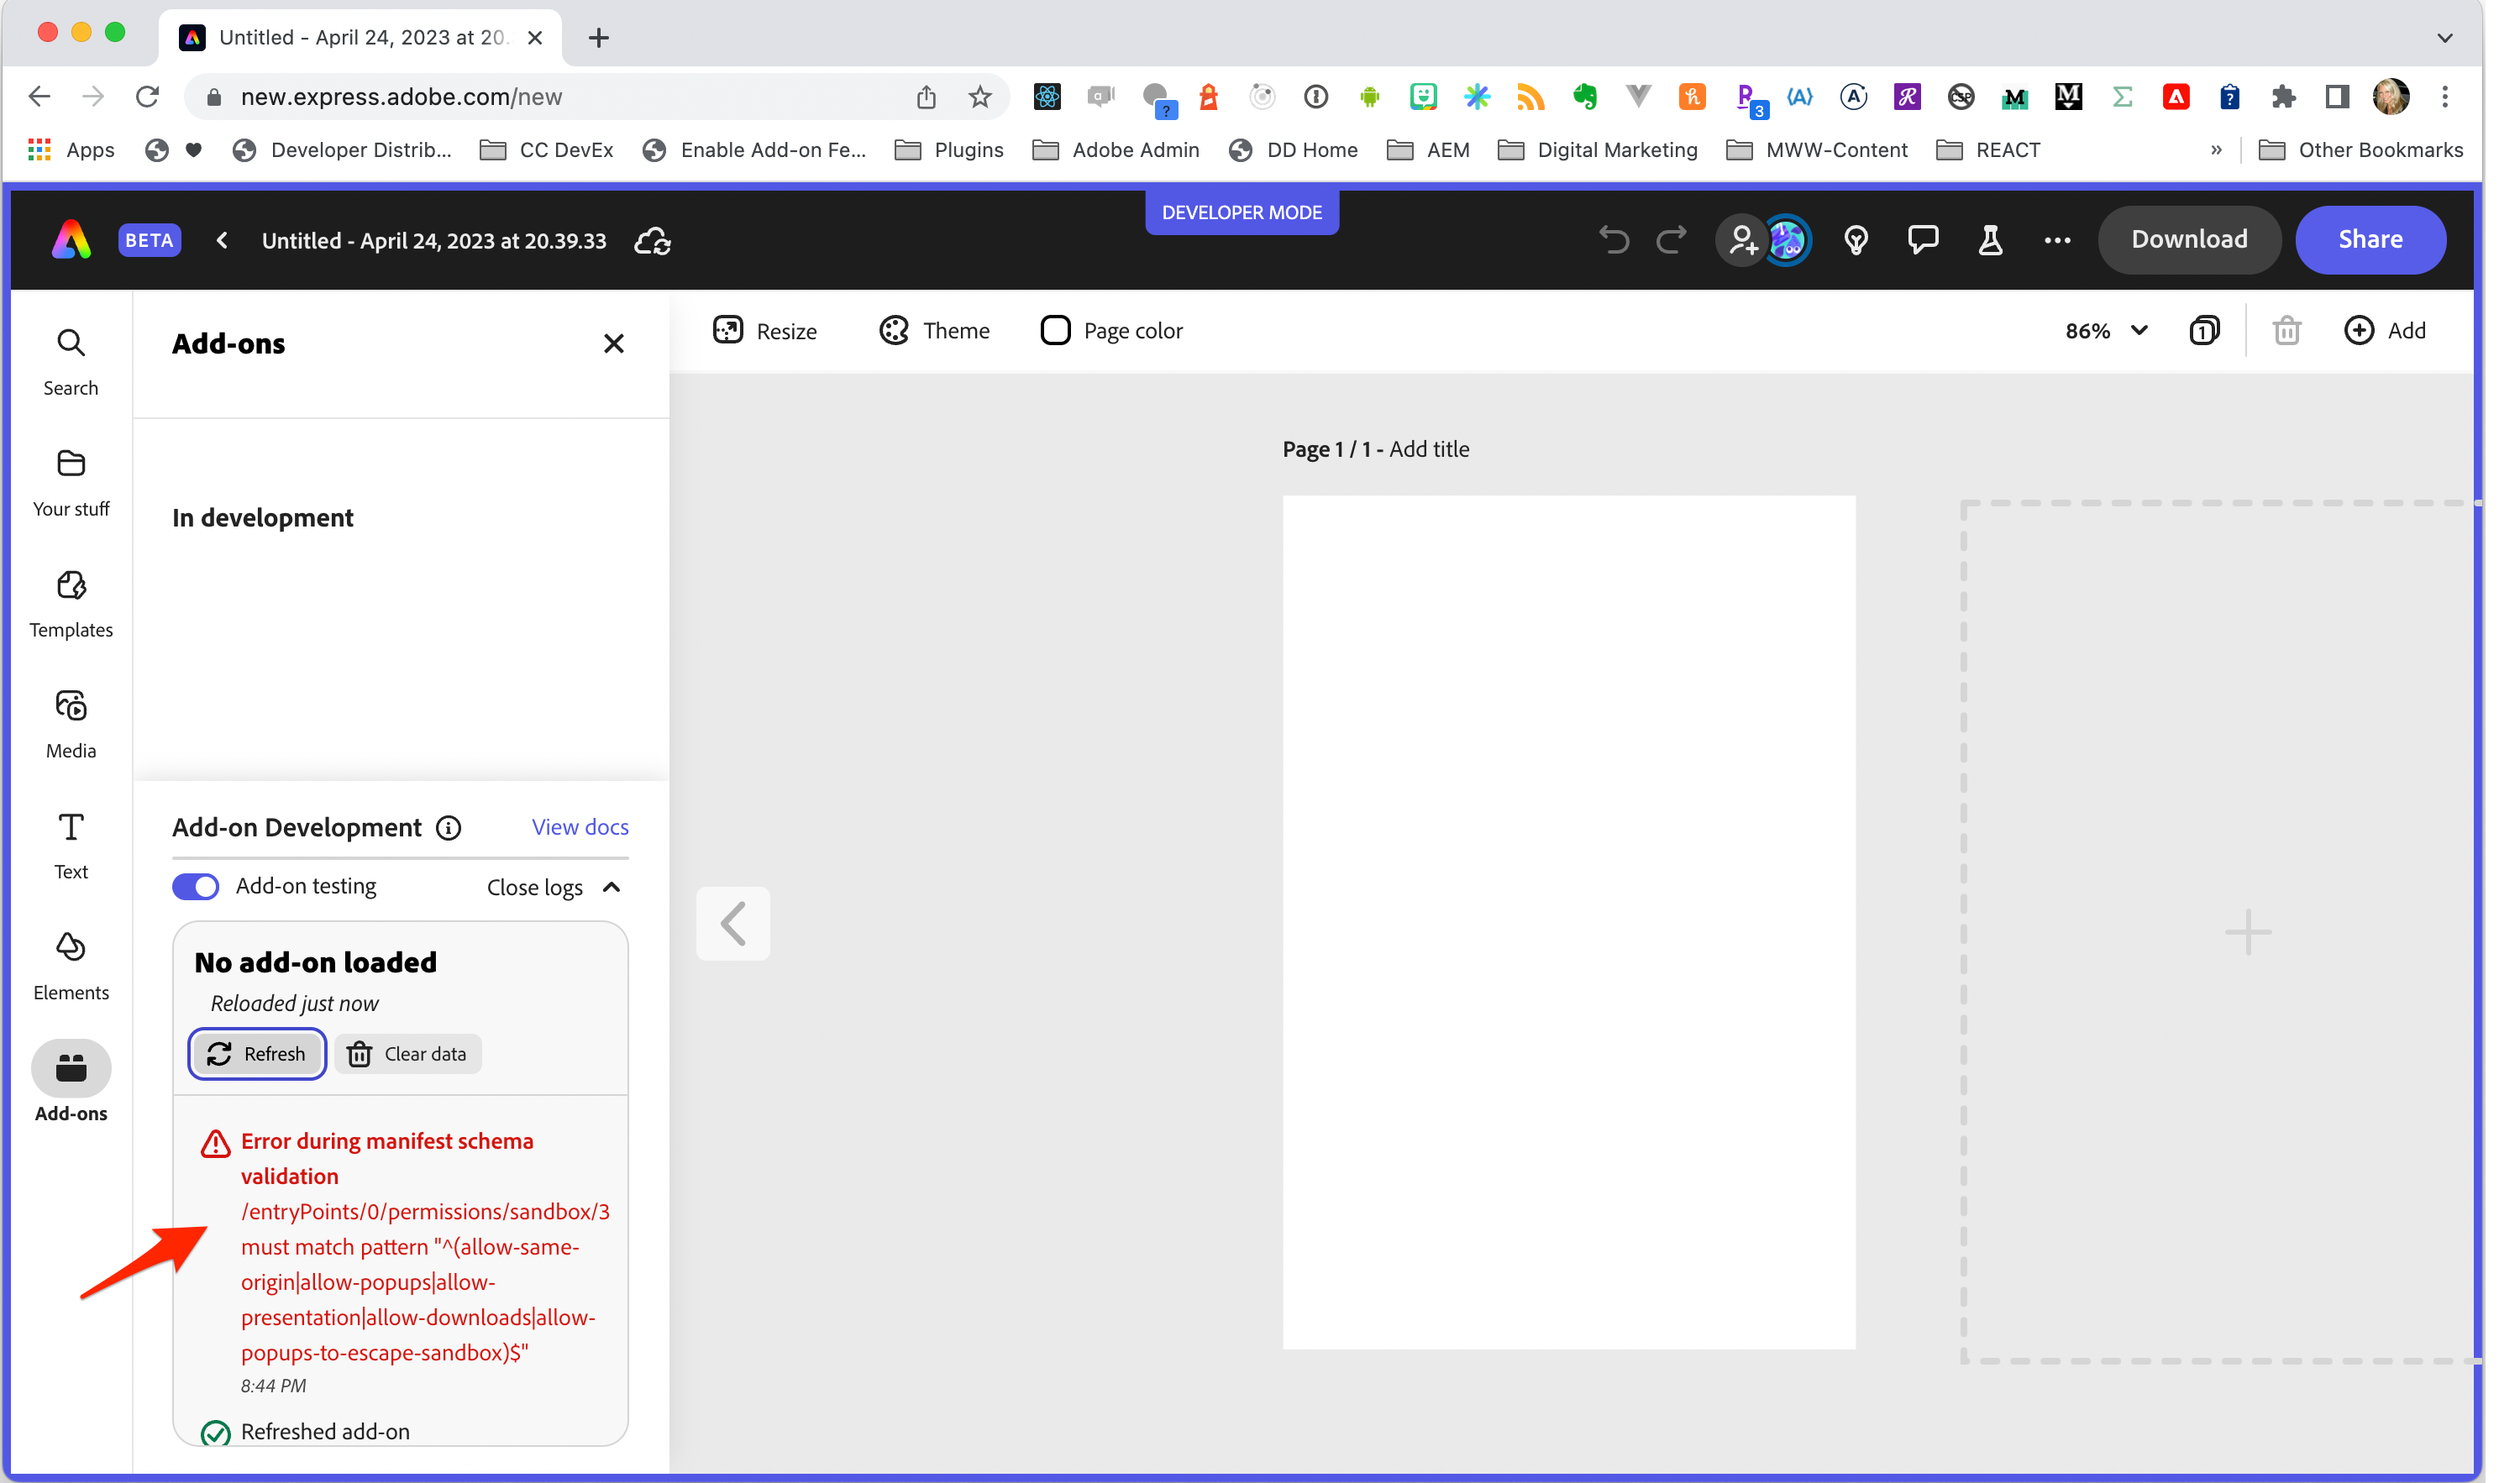 Untitled - April 24, 2023 at 20.
new.express.adobe.com/new
a
?
3
CSP
M
M
?
Apps
Developer Distrib...
CC DevEx
Enable Add-on Fe...
Plugins
Adobe Admin
DD Home
AEM
Digital Marketing
MWW-Content
REACT
»
Other Bookmarks
DEVELOPER MODE
BETA
Untitled - April 24, 2023 at 20.39.33
Download
Share
Search
Your stuff
Templates
Media
Text
Elements
Add-ons
Add-ons
In development
Add-on Development
View docs
Add-on testing
Close logs
No add-on loaded
Reloaded just now
Refresh
Clear data
Error during manifest schema
validation
/entryPoints/0/permissions/sandbox/3
must match pattern "^(allow-same-
origin|allow-popups|allow-
presentation|allow-downloads|allow-
popups-to-escape-sandbox)$"
8:44 PM
Refreshed add-on
Resize
Theme
Page color
86%
1
Add
Page 1 / 1 - Add title